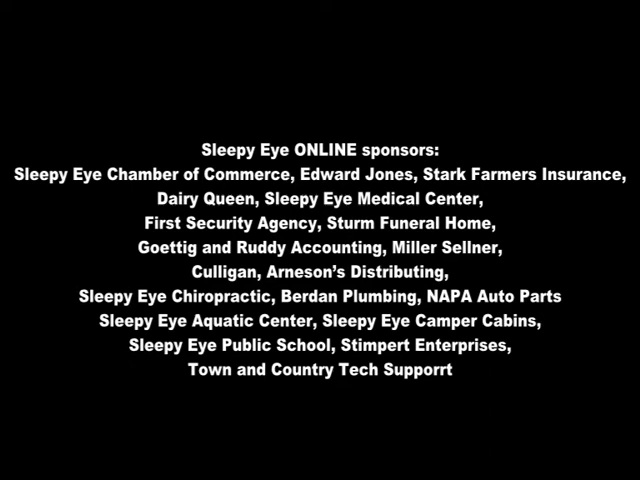 Sleepy Eye ONLINE sponsors:
Sleepy Eye Chamber of Commerce, Edward Jones, Stark Farmers Insurance,
Dairy Queen, Sleepy Eye Medical Center,
First Security Agency, Sturm Funeral Home,
Goettig and Ruddy Accounting, Miller Sellner,
Culligan, Arneson’s Distributing,
Sleepy Eye Chiropractic, Berdan Plumbing, NAPA Auto Parts
Sleepy Eye Aquatic Center, Sleepy Eye Camper Cabins,
Sleepy Eye Public School, Stimpert Enterprises,
Town and Country Tech Supporrt